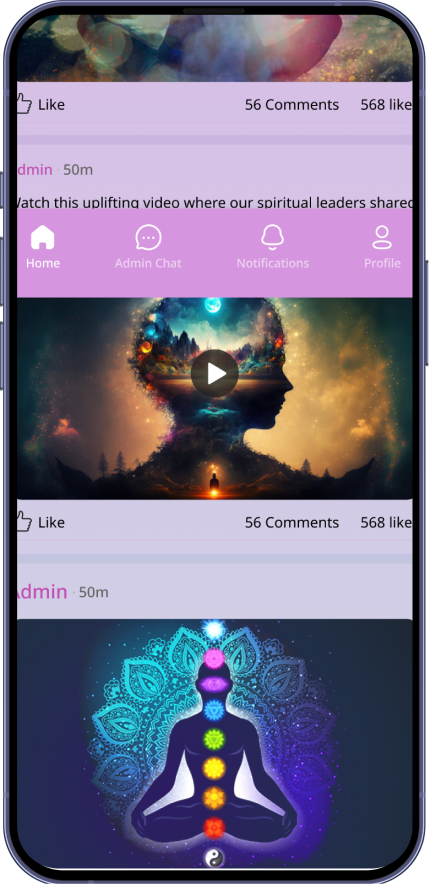 Like 56 Comments 568 like
dmin · 50m
Watch this uplifting video where our spiritual leaders shared
Home Admin Chat Notifications Profile
Like 56 Comments 568 like
Admin · 50m